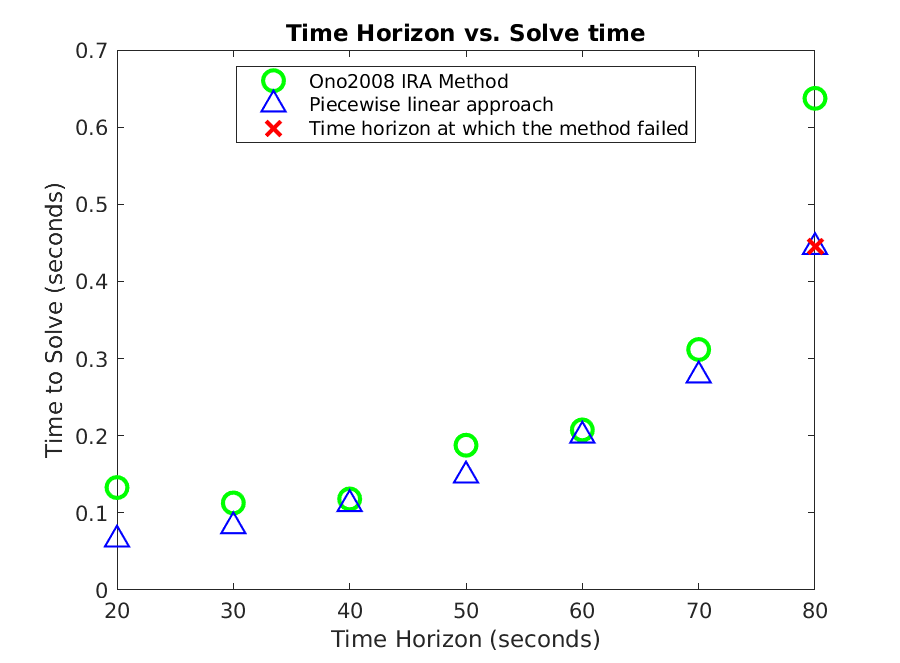 Time Horizon vs. Solve time
0.7
Ono2008 IRA Method
Piecewise linear approach
Time horizon at which the method failed
0.6
0.5
0.4
0.3
0.2
0.1
0
Time to Solve (seconds)
20 30 40 50 60 70 80
Time Horizon (seconds)